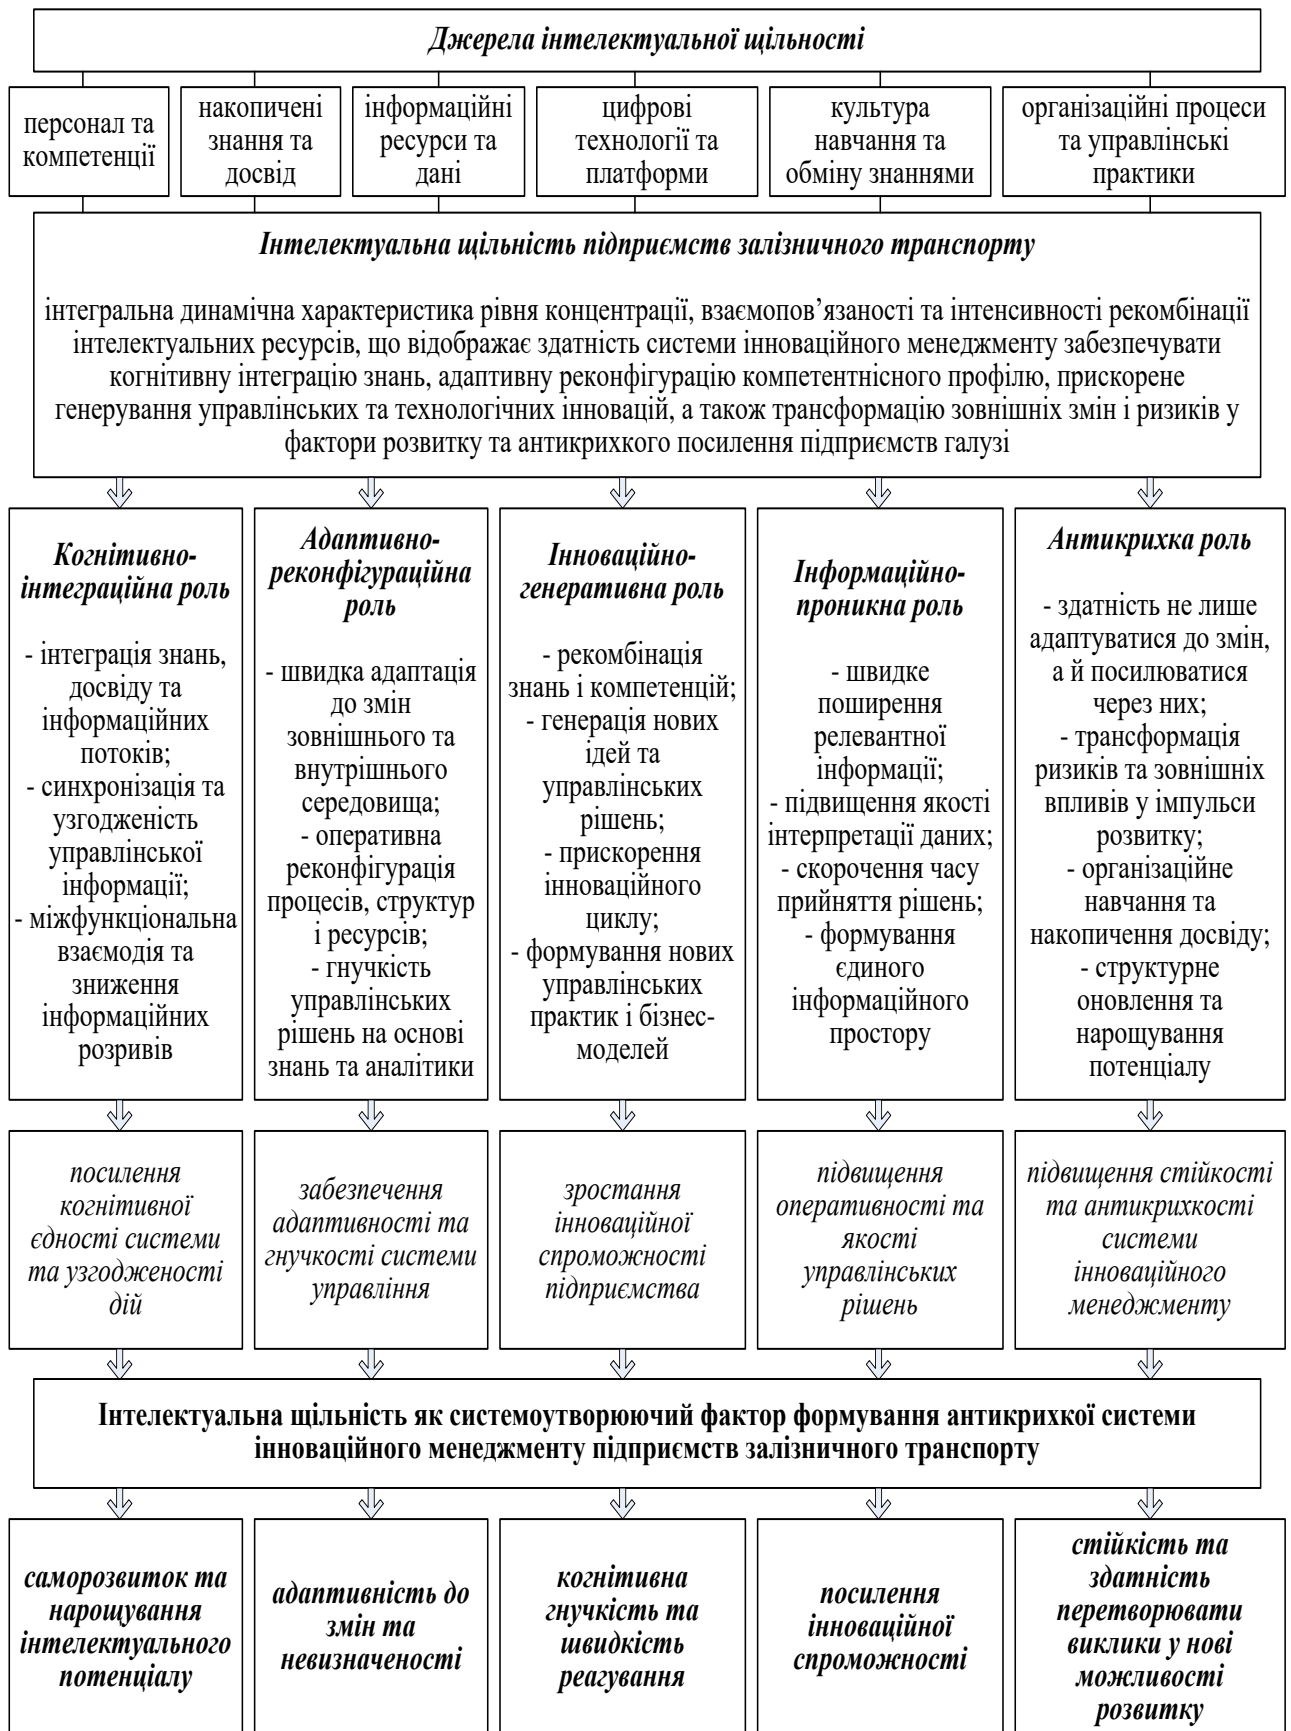 Джерела інтелектуальної щільності
персонал та
компетенції
накопичені
знання та
досвід
інформаційні
ресурси та
дані
цифрові
технології та
платформи
культура
навчання та
обміну знаннями
організаційні процеси
та управлінські
практики
Інтелектуальна щільність підприємств залізничного транспорту
інтегральна динамічна характеристика рівня концентрації, взаємопов’язаності та інтенсивності рекомбінації
інтелектуальних ресурсів, що відображає здатність системи інноваційного менеджменту забезпечувати
когнітивну інтеграцію знань, адаптивну реконфігурацію компетентнісного профілю, прискорене
генерування управлінських та технологічних інновацій, а також трансформацію зовнішніх змін і ризиків у
фактори розвитку та антикрихкого посилення підприємств галузі
Когнітивно-
інтеграційна роль
- інтеграція знань,
досвіду та
інформаційних
потоків;
- синхронізація та
узгодженість
управлінської
інформації;
- міжфункціональна
взаємодія та
зниження
інформаційних
розривів
Адаптивно-
реконфігураційна
роль
- швидка адаптація
до змін
зовнішнього та
внутрішнього
середовища;
- оперативна
реконфігурація
процесів, структур
і ресурсів;
- гнучкість
управлінських
рішень на основі
знань та аналітики
Інноваційно-
генеративна роль
- рекомбінація
знань і компетенцій;
- генерація нових
ідей та
управлінських
рішень;
- прискорення
інноваційного
циклу;
- формування нових
управлінських
практик і бізнес-
моделей
Інформаційно-
проникна роль
- швидке
поширення
релевантної
інформації;
- підвищення якості
інтерпретації даних;
- скорочення часу
прийняття рішень;
- формування
єдиного
інформаційного
простору
Антикрихка роль
- здатність не лише
адаптуватися до змін,
а й посилюватися
через них;
- трансформація
ризиків та зовнішніх
впливів у імпульси
розвитку;
- організаційне
навчання та
накопичення досвіду;
- структурне
оновлення та
нарощування
потенціалу
посилення
когнітивної
єдності системи
та узгодженості
дій
забезпечення
адаптивності та
гнучкості системи
управління
зростання
інноваційної
спроможності
підприємства
підвищення
оперативності та
якості
управлінських
рішень
підвищення стійкості
та антикрихкості
системи
інноваційного
менеджменту
Інтелектуальна щільність як системоутворюючий фактор формування антикрихкої системи
інноваційного менеджменту підприємств залізничного транспорту
саморозвиток та
нарощування
інтелектуального
потенціалу
адаптивність до
змін та
невизначеності
когнітивна
гнучкість та
швидкість
реагування
посилення
інноваційної
спроможності
стійкість та
здатність
перетворювати
виклики у нові
можливості
розвитку